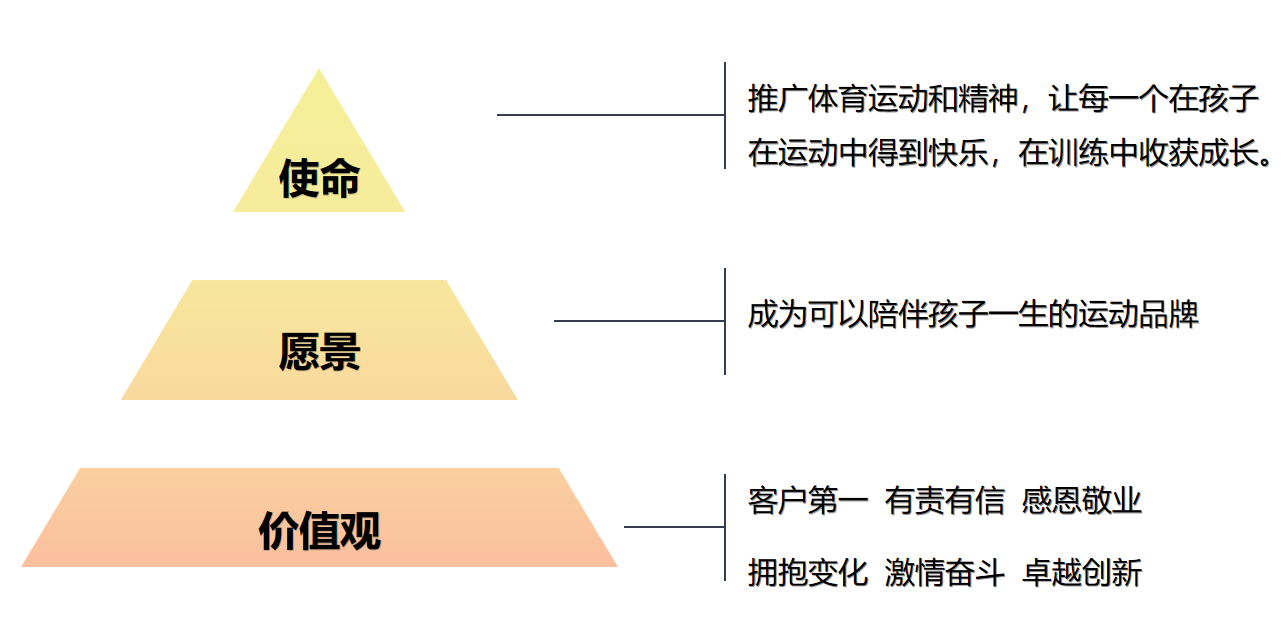 使命
推广体育运动和精神，让每一个在孩子
在运动中得到快乐，在训练中收获成长。
愿景
成为可以陪伴孩子一生的运动品牌
价值观
客户第一 有责有信 感恩敬业
拥抱变化 激情奋斗 卓越创新